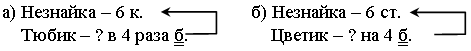 а) Незнайка – 6 к.
Тюбик – ? в 4 раза б.
б) Незнайка – 6 ст.
Цветик – ? на 4 б.